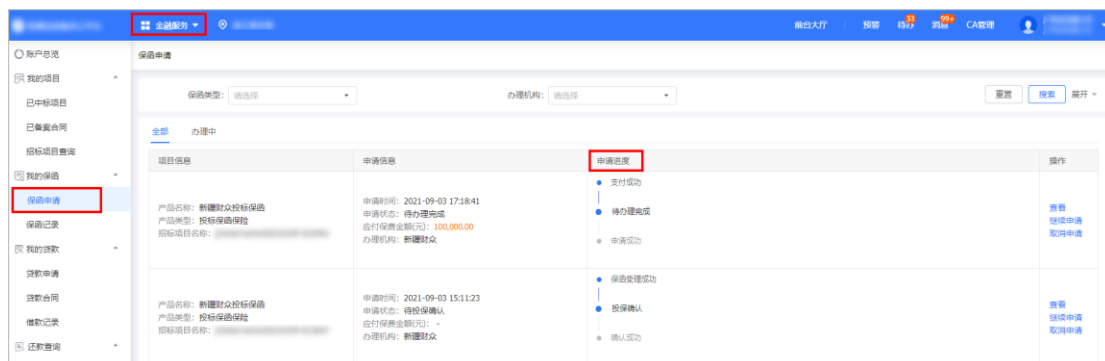 金融服务
前台大厅 预警 待办 33 消息 99+ CA管理
账户总览
我的项目
已中标项目
已备案合同
招标项目查询
我的保函
保函申请
保函记录
我的贷款
贷款申请
贷款合同
借款记录
还款查询
保函申请
保函类型： 请选择 办理机构： 请选择 重置 搜索 展开
全部 办理中
项目信息 申请信息 申请进度 操作
产品名称：新疆财众投标保函
产品类型：投标保函保险
招标项目名称：
申请时间：2021-09-03 17:18:41
申请状态：待办理完成
应付保费金额(元)：100,000.00
办理机构：新疆财众
支付成功
待办理完成
申请成功
查看
继续申请
取消申请
产品名称：新疆财众投标保函
产品类型：投标保函保险
招标项目名称：
申请时间：2021-09-03 15:11:23
申请状态：待投保确认
应付保费金额(元)：-
办理机构：新疆财众
保函受理成功
投保确认
确认成功
查看
继续申请
取消申请